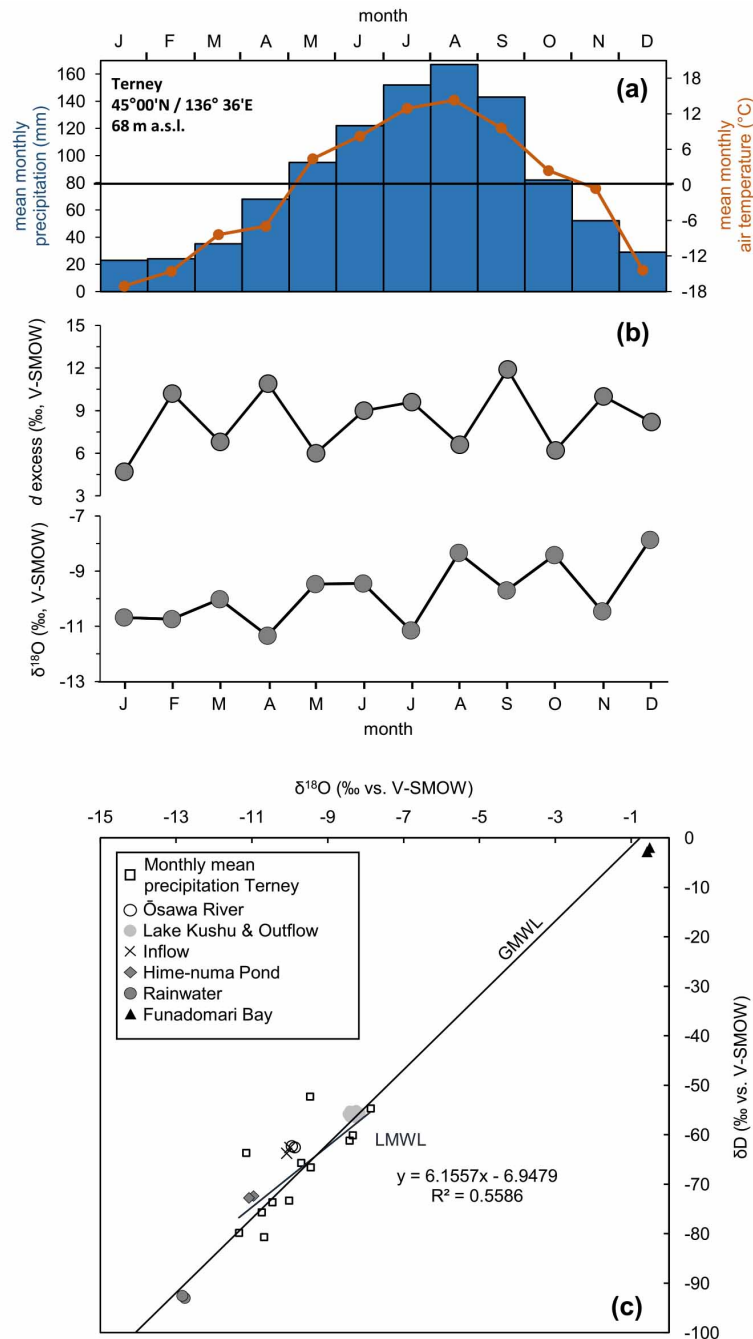 month
J F M A M J J A S O N D
(a)
Terney
45°00'N / 136° 36'E
68 m a.s.l.
mean monthly
precipitation (mm)
160
140
120
100
80
60
40
20
0
18
12
6
0
-6
-12
-18
mean monthly
air temperature (°C)
(b)
d excess (‰, V-SMOW)
15
12
9
6
3
δ¹⁸O (‰, V-SMOW)
-7
-9
-11
-13
J F M A M J J A S O N D
month
δ¹⁸O (‰ vs. V-SMOW)
-15 -13 -11 -9 -7 -5 -3 -1
Monthly mean
precipitation Terney
Ōsawa River
Lake Kushu & Outflow
Inflow
Hime-numa Pond
Rainwater
Funadomari Bay
GMWL
LMWL
y = 6.1557x - 6.9479
R² = 0.5586
0
-10
-20
-30
-40
-50
-60
-70
-80
-90
-100
δD (‰ vs. V-SMOW)
(c)